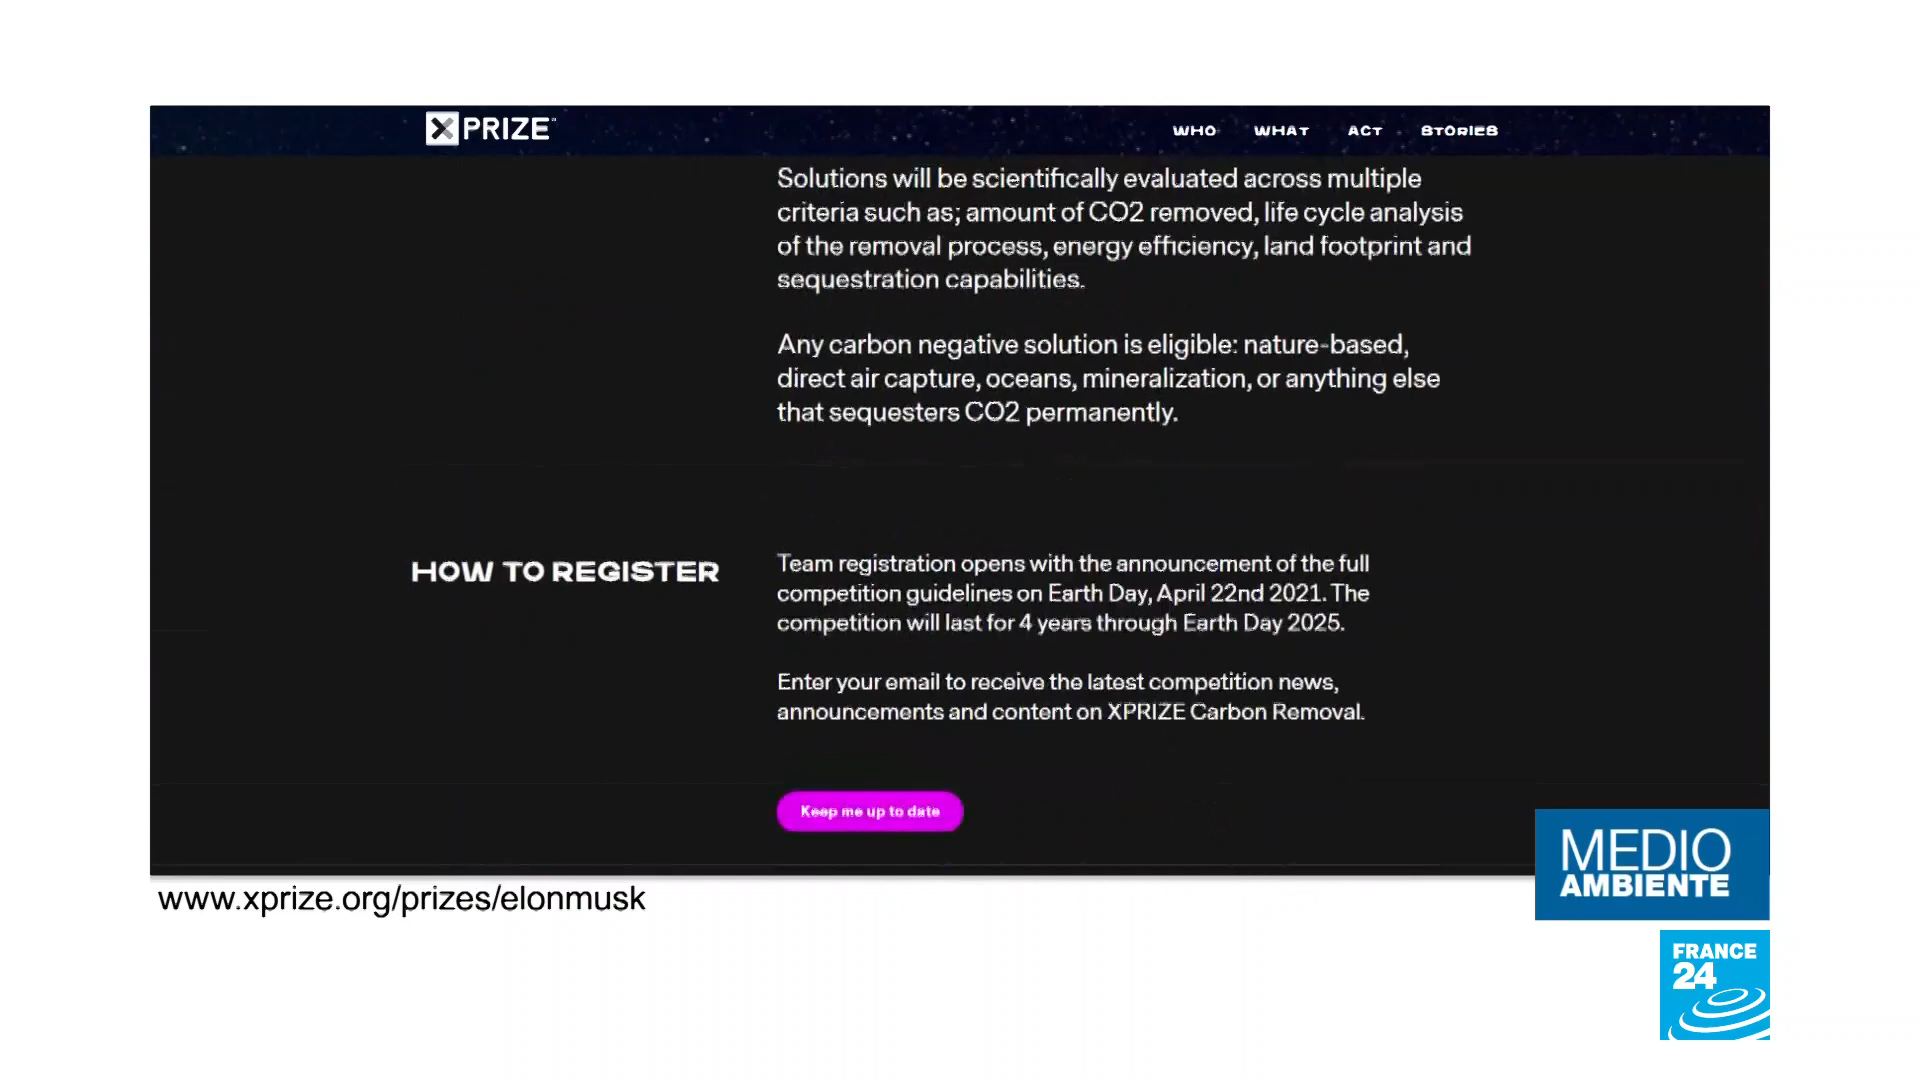 XPRIZE™
WHO WHAT ACT STORIES
Solutions will be scientifically evaluated across multiple
criteria such as; amount of CO2 removed, life cycle analysis
of the removal process, energy efficiency, land footprint and
sequestration capabilities.
Any carbon negative solution is eligible: nature-based,
direct air capture, oceans, mineralization, or anything else
that sequesters CO2 permanently.
HOW TO REGISTER
Team registration opens with the announcement of the full
competition guidelines on Earth Day, April 22nd 2021. The
competition will last for 4 years through Earth Day 2025.
Enter your email to receive the latest competition news,
announcements and content on XPRIZE Carbon Removal.
Keep me up to date
www.xprize.org/prizes/elonmusk
MEDIO
AMBIENTE
FRANCE
24